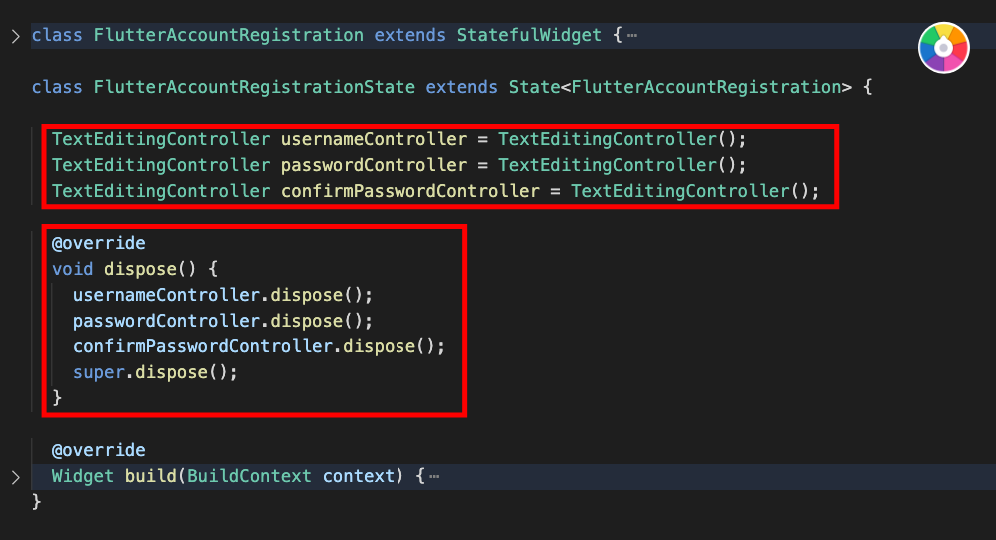 class FlutterAccountRegistration extends StatefulWidget {⋯
class FlutterAccountRegistrationState extends State<FlutterAccountRegistration> {
TextEditingController usernameController = TextEditingController();
TextEditingController passwordController = TextEditingController();
TextEditingController confirmPasswordController = TextEditingController();
@override
void dispose() {
usernameController.dispose();
passwordController.dispose();
confirmPasswordController.dispose();
super.dispose();
}
@override
Widget build(BuildContext context) {⋯
}